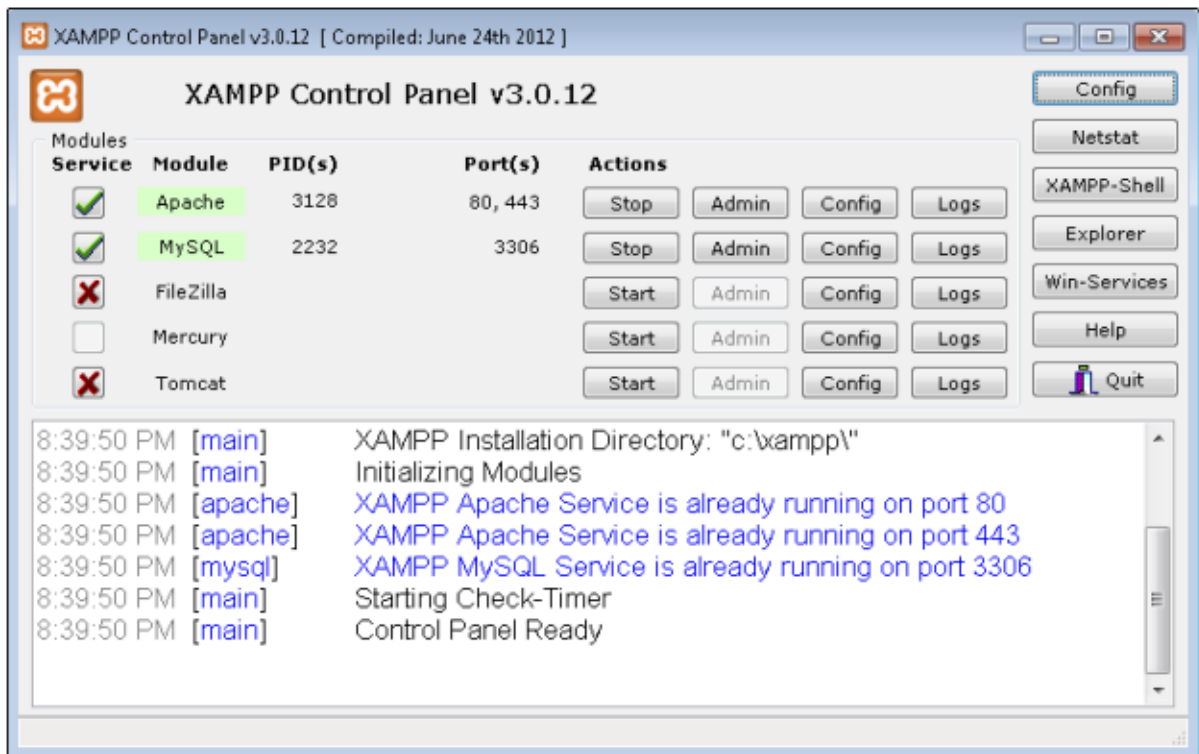 XAMPP Control Panel v3.0.12 [ Compiled: June 24th 2012 ]
XAMPP Control Panel v3.0.12
Config
Modules
Netstat
Service Module PID(s) Port(s) Actions
XAMPP-Shell
Apache 3128 80, 443 Stop Admin Config Logs
Explorer
MySQL 2232 3306 Stop Admin Config Logs
Win-Services
FileZilla Start Admin Config Logs
Help
Mercury Start Admin Config Logs
Quit
Tomcat Start Admin Config Logs
8:39:50 PM [main] XAMPP Installation Directory: "c:\xampp\"
8:39:50 PM [main] Initializing Modules
8:39:50 PM [apache] XAMPP Apache Service is already running on port 80
8:39:50 PM [apache] XAMPP Apache Service is already running on port 443
8:39:50 PM [mysql] XAMPP MySQL Service is already running on port 3306
8:39:50 PM [main] Starting Check-Timer
8:39:50 PM [main] Control Panel Ready